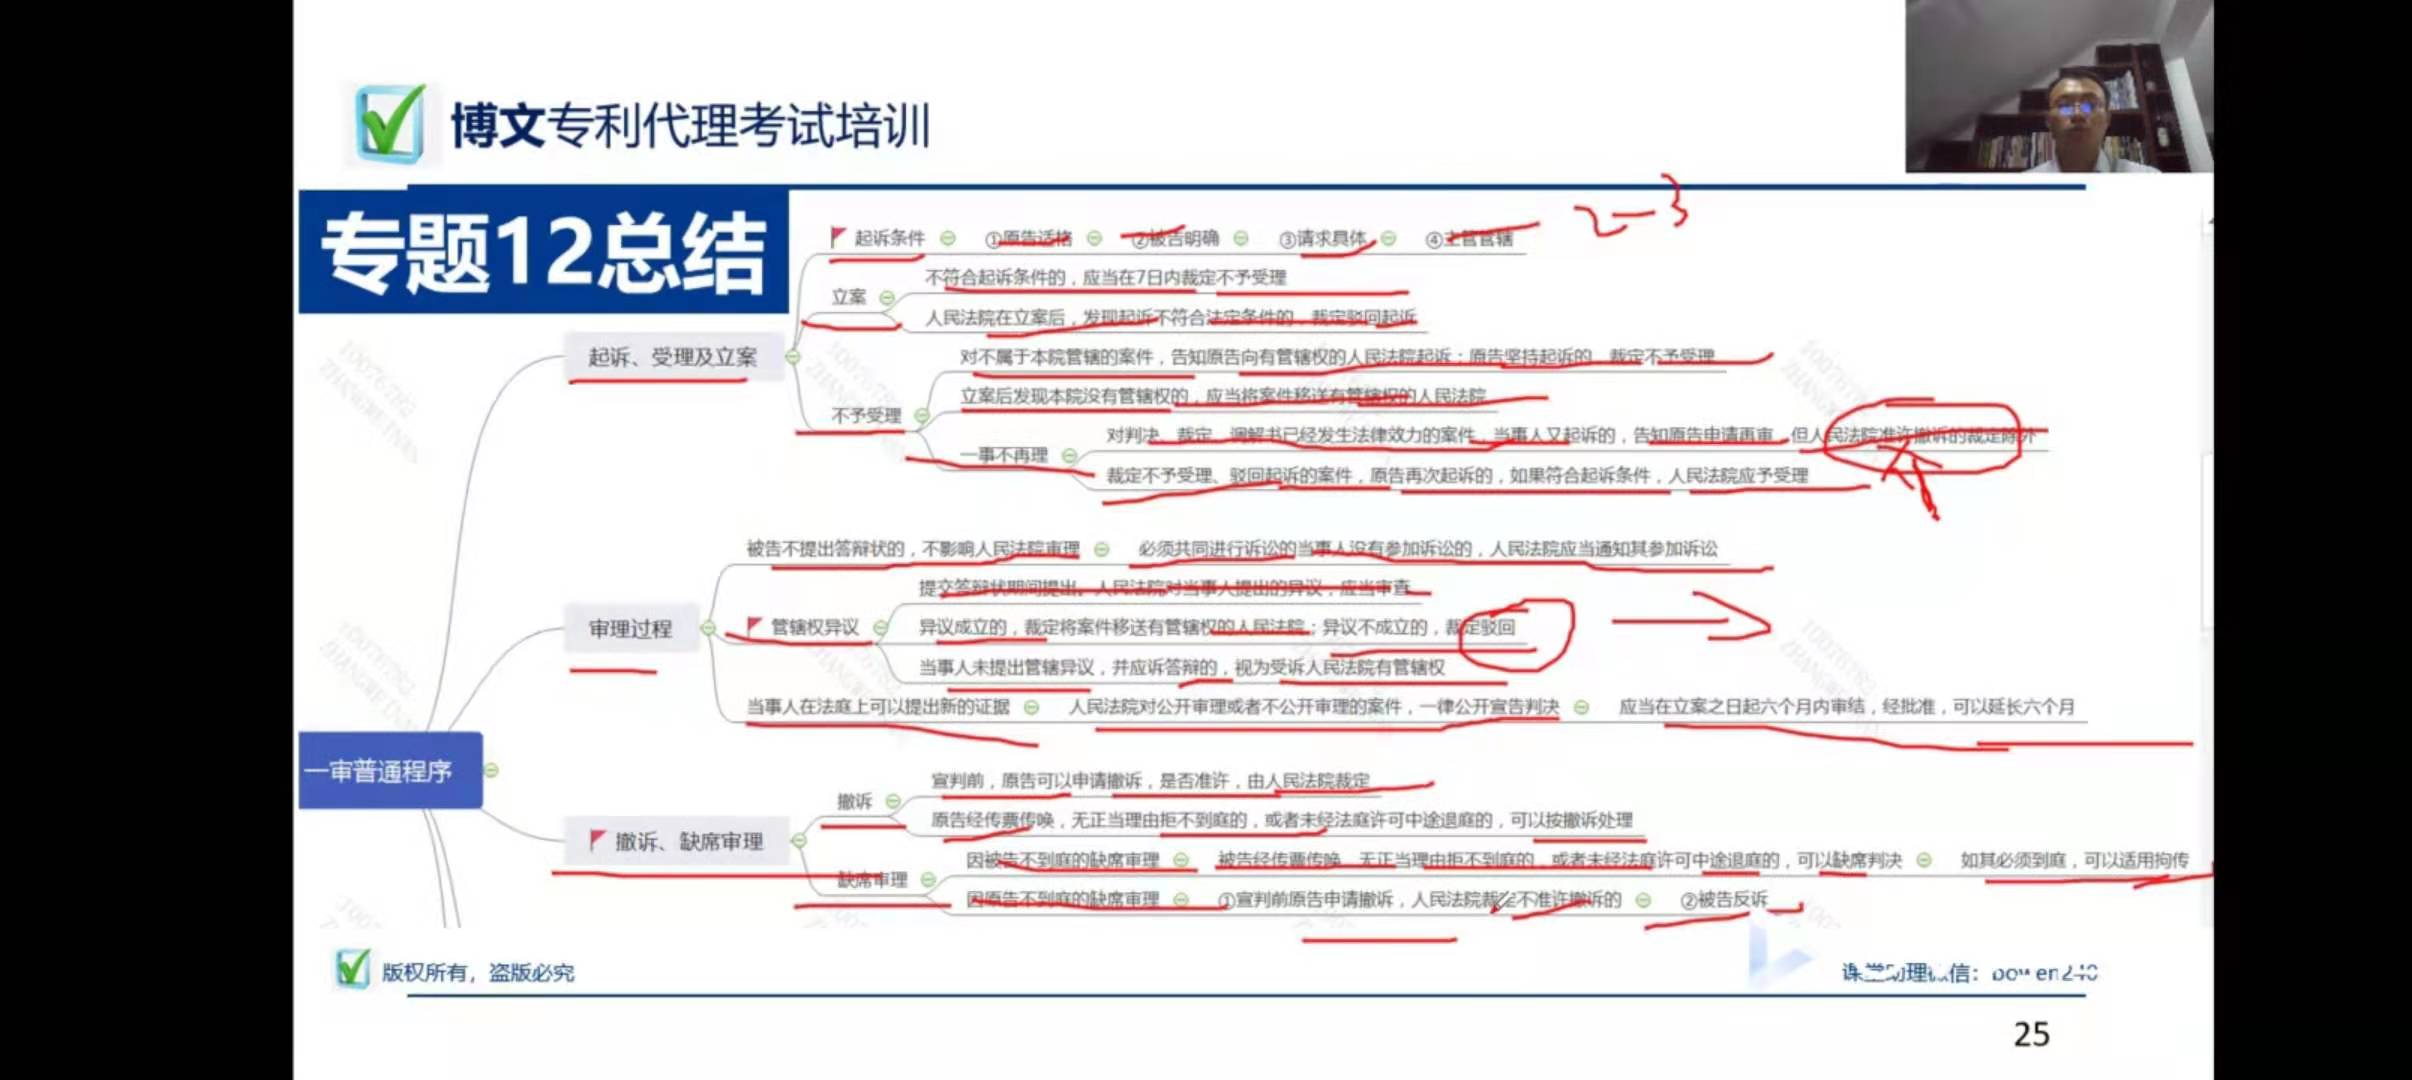 博文专利代理考试培训
专题12总结
2-3
起诉条件 ①原告适格 ②被告明确 ③请求具体 ④主管管辖
不符合起诉条件的，应当在7日内裁定不予受理
立案
人民法院在立案后，发现起诉不符合法定条件的，裁定驳回起诉
起诉、受理及立案
对不属于本院管辖的案件，告知原告向有管辖权的人民法院起诉；原告坚持起诉的，裁定不予受理
立案后发现本院没有管辖权的，应当将案件移送有管辖权的人民法院
不予受理
对判决、裁定、调解书已经发生法律效力的案件，当事人又起诉的，告知原告申请再审，但人民法院准许撤诉的裁定除外
一事不再理
裁定不予受理、驳回起诉的案件，原告再次起诉的，如果符合起诉条件，人民法院应予受理
被告不提出答辩状的，不影响人民法院审理 必须共同进行诉讼的当事人没有参加诉讼的，人民法院应当通知其参加诉讼
提交答辩状期间提出。人民法院对当事人提出的异议，应当审查
审理过程
管辖权异议
异议成立的，裁定将案件移送有管辖权的人民法院；异议不成立的，裁定驳回
当事人未提出管辖异议，并应诉答辩的，视为受诉人民法院有管辖权
当事人在法庭上可以提出新的证据 人民法院对公开审理或者不公开审理的案件，一律公开宣告判决 应当在立案之日起六个月内审结，经批准，可以延长六个月
一审普通程序
宣判前，原告可以申请撤诉，是否准许，由人民法院裁定
撤诉
原告经传票传唤，无正当理由拒不到庭的，或者未经法庭许可中途退庭的，可以按撤诉处理
撤诉、缺席审理
因被告不到庭的缺席审理 被告经传票传唤，无正当理由拒不到庭的，或者未经法庭许可中途退庭的，可以缺席判决 如其必须到庭，可以适用拘传
缺席审理
因原告不到庭的缺席审理 ①宣判前原告申请撤诉，人民法院裁定不准许撤诉的 ②被告反诉
版权所有，盗版必究
课堂助理微信：bowen240
25